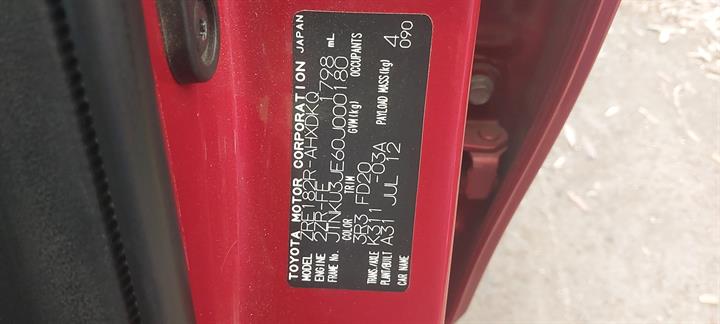 TOYOTA MOTOR CORPORATION JAPAN
MODEL ZRE182R-AHXDKQ
ENGINE 2ZR-FE 1798 mL
FRAME No. JTNKU3JE60J000180
COLOR TRIM GVM(kg) OCCUPANTS
3R3 FD20 4
TRANS./AXLE K311 -03A PAYLOAD MASS(kg) 090
PLANT/BUILT A31 JUL 12
CAR NAME